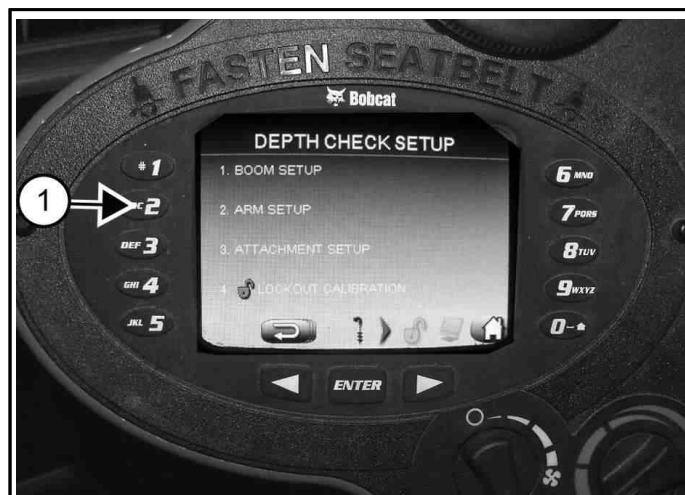 FASTEN SEATBELT
Bobcat
DEPTH CHECK SETUP
1. BOOM SETUP
2. ARM SETUP
3. ATTACHMENT SETUP
4. LOCKOUT CALIBRATION
#1
1
2
DEF 3
GHI 4
JKL 5
6 MNO
7 PQRS
8 TUV
9 WXYZ
0
ENTER